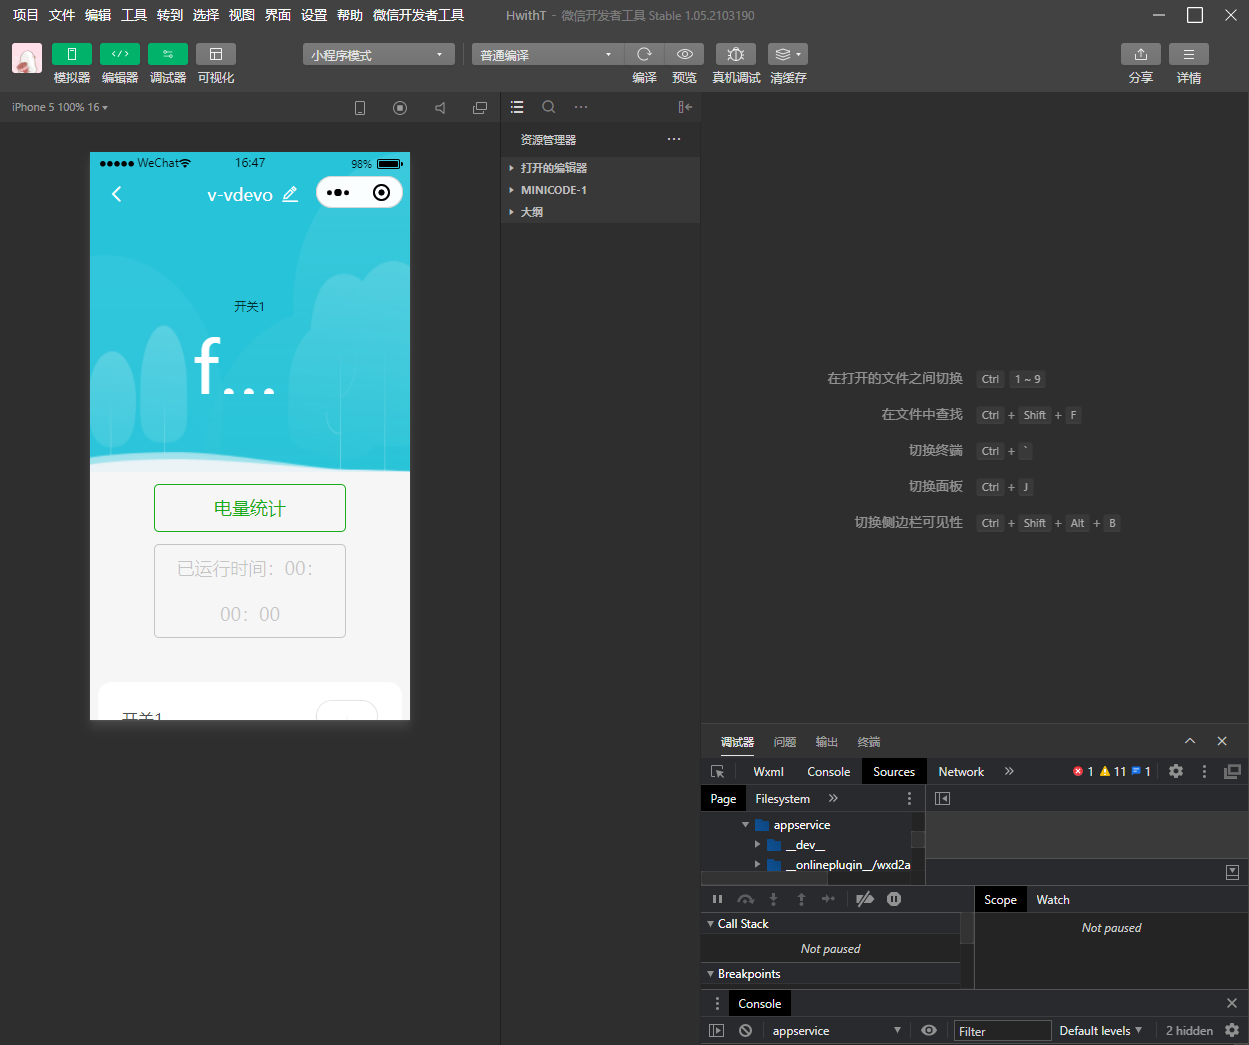 项目 文件 编辑 工具 转到 选择 视图 界面 设置 帮助 微信开发者工具 HwithT - 微信开发者工具 Stable 1.05.2103190
模拟器 编辑器 调试器 可视化
小程序模式
普通编译
编译 预览 真机调试 清缓存
分享 详情
iPhone 5 100% 16
WeChat 16:47 98%
v-vdevo
开关1
f...
电量统计
已运行时间：00：
00：00
开关1
资源管理器
打开的编辑器
MINICODE-1
大纲
在打开的文件之间切换 Ctrl 1 ~ 9
在文件中查找 Ctrl + Shift + F
切换终端 Ctrl + `
切换面板 Ctrl + J
切换侧边栏可见性 Ctrl + Shift + Alt + B
调试器 问题 输出 终端
Wxml Console Sources Network » 1 11 1
Page Filesystem »
appservice
__dev__
__onlineplugin__/wxd2a
Scope Watch
Call Stack
Not paused
Not paused
Breakpoints
Console
appservice Filter Default levels 2 hidden